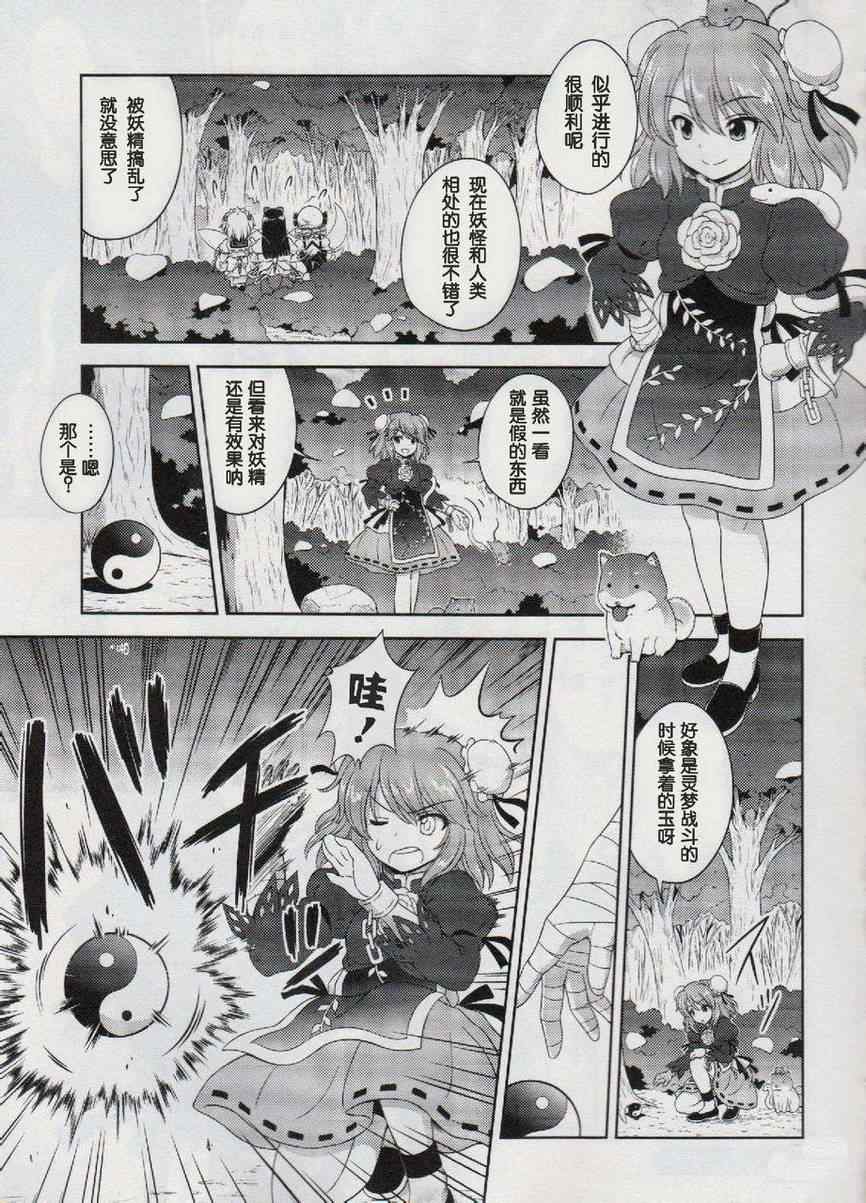 似乎进行的
很顺利呢
现在妖怪和人类
相处的也很不错了
被妖精搞乱了
就没意思了
虽然一看
就是假的东西
但看来对妖精
还是有效果呐
……嗯
那个是？
好象是灵梦战斗的
时候拿着的玉呀
哇！
バチ